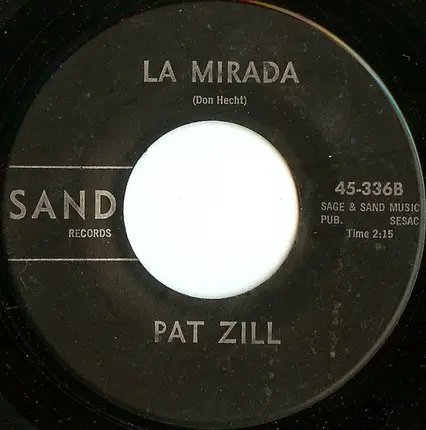 LA MIRADA
(Don Hecht)
SAND
RECORDS
45-336B
SAGE & SAND MUSIC
PUB. SESAC
Time 2:15
PAT ZILL